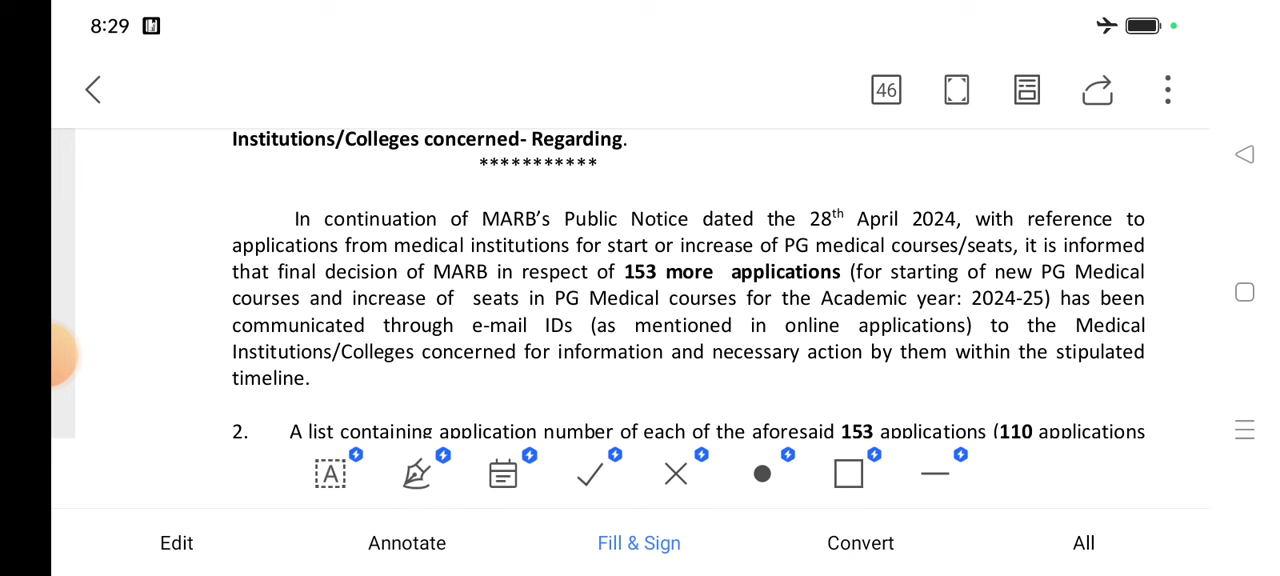 8:29
46
Institutions/Colleges concerned- Regarding.
***********
In continuation of MARB's Public Notice dated the 28th April 2024, with reference to
applications from medical institutions for start or increase of PG medical courses/seats, it is informed
that final decision of MARB in respect of 153 more applications (for starting of new PG Medical
courses and increase of seats in PG Medical courses for the Academic year: 2024-25) has been
communicated through e-mail IDs (as mentioned in online applications) to the Medical
Institutions/Colleges concerned for information and necessary action by them within the stipulated
timeline.
2. A list containing application number of each of the aforesaid 153 applications (110 applications
A
Edit Annotate Fill & Sign Convert All